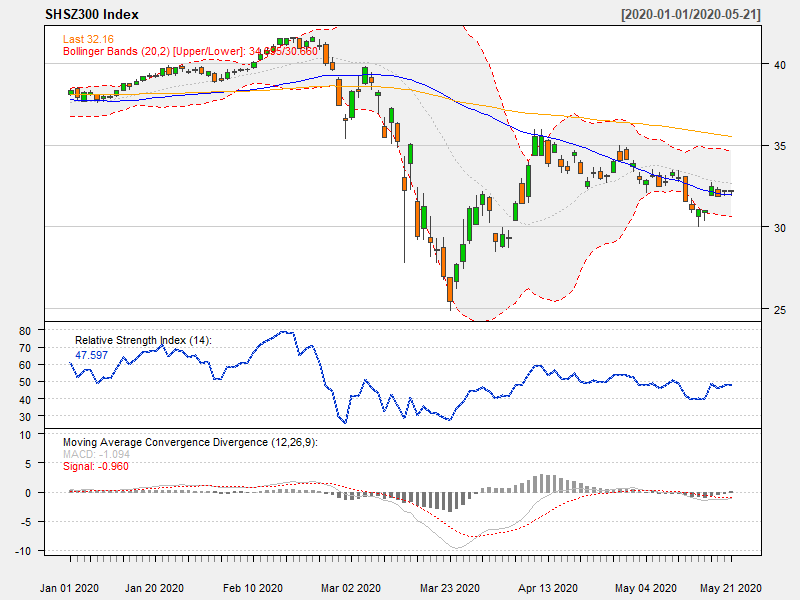 SHSZ300 Index [2020-01-01/2020-05-21]
Last 32.16
Bollinger Bands (20,2) [Upper/Lower]: 34.695/30.660
40
35
30
25
Relative Strength Index (14):
47.597
80
70
60
50
40
30
Moving Average Convergence Divergence (12,26,9):
MACD: -1.094
Signal: -0.960
10
5
0
-5
-10
Jan 01 2020 Jan 20 2020 Feb 10 2020 Mar 02 2020 Mar 23 2020 Apr 13 2020 May 04 2020 May 21 2020